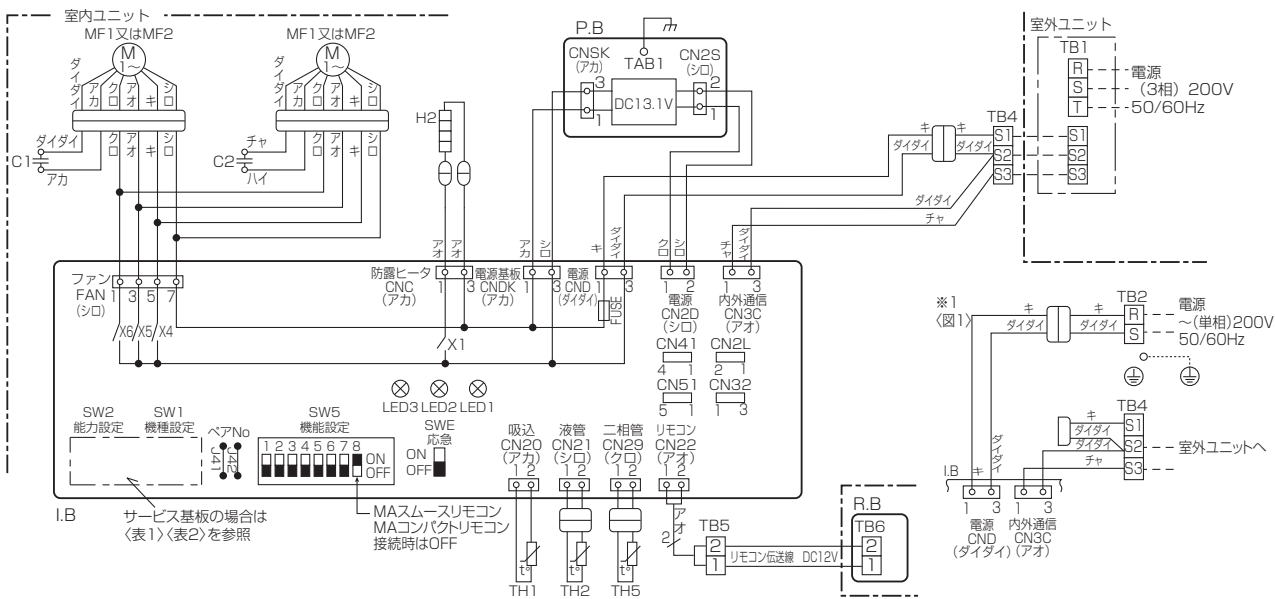 室内ユニット
MF1又はMF2
M
1～
ダイダイ
アカ
クロ
アオ
キ
シロ
クロ
アオ
キ
シロ
C1
ダイダイ
アカ
MF1又はMF2
M
1～
ダイダイ
アカ
クロ
アオ
キ
シロ
クロ
アオ
キ
シロ
C2
チャ
ハイ
H2
アオ
アオ
P.B
CNSK
(アカ)
3
1
TAB1
DC13.1V
CN2S
(シロ)
2
1
アカ
シロ
キ
ダイダイ
クロ
シロ
チャ
ダイダイ
キ
キ
ダイダイ
ダイダイ
ダイダイ
チャ
TB4
S1
S2
S3
室外ユニット
TB1
R
S
T
電源
(3相) 200V
50/60Hz
S1
S2
S3
ファン
FAN
(シロ)
1 3 5 7
X6 X5 X4
防露ヒータ
CNC
(アカ)
1 3
X1
電源基板
CNDK
(アカ)
1 3
電源
CND
(ダイダイ)
1 3
FUSE
1 2
電源
CN2D
(シロ)
1 3
内外通信
CN3C
(アオ)
CN41
4 1
CN2L
2 1
CN51
5 1
CN32
1 3
LED3 LED2 LED1
SW2
能力設定
SW1
機種設定
ペアNo
J41
J42
SW5
機能設定
1 2 3 4 5 6 7 8
ON
OFF
SWE
応急
ON
OFF
吸込
CN20
(アカ)
1 2
液管
CN21
(シロ)
1 2
二相管
CN29
(クロ)
1 2
リモコン
CN22
(アオ)
1 2
I.B
サービス基板の場合は
〈表1〉〈表2〉を参照
MAスムースリモコン
MAコンパクトリモコン
接続時はOFF
t°
TH1
t°
TH2
t°
TH5
アオ
2
TB5
2
1
リモコン伝送線 DC12V
R.B
TB6
2
1
※1
〈図1〉
キ
キ
ダイダイ
ダイダイ
TB2
R
S
電源
～(単相)200V
50/60Hz
TB4
S1
S2
S3
キ
ダイダイ
ダイダイ
チャ
室外ユニットへ
I.B
キ
ダイダイ
1 3
電源
CND
(ダイダイ)
1 3
内外通信
CN3C
(アオ)